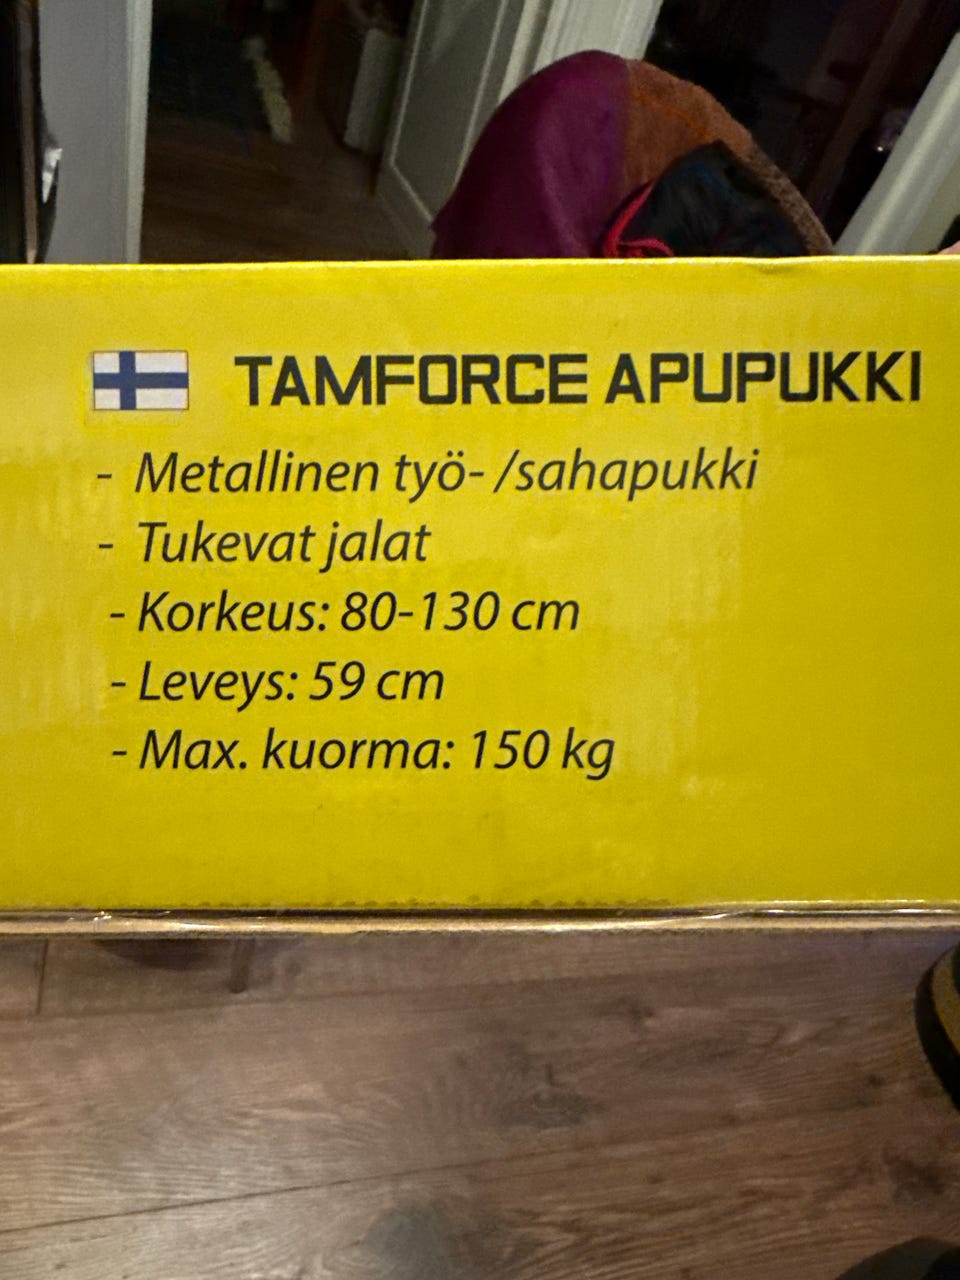 TAMFORCE APUPUKKI
- Metallinen työ- /sahapukki
- Tukevat jalat
- Korkeus: 80-130 cm
- Leveys: 59 cm
- Max. kuorma: 150 kg